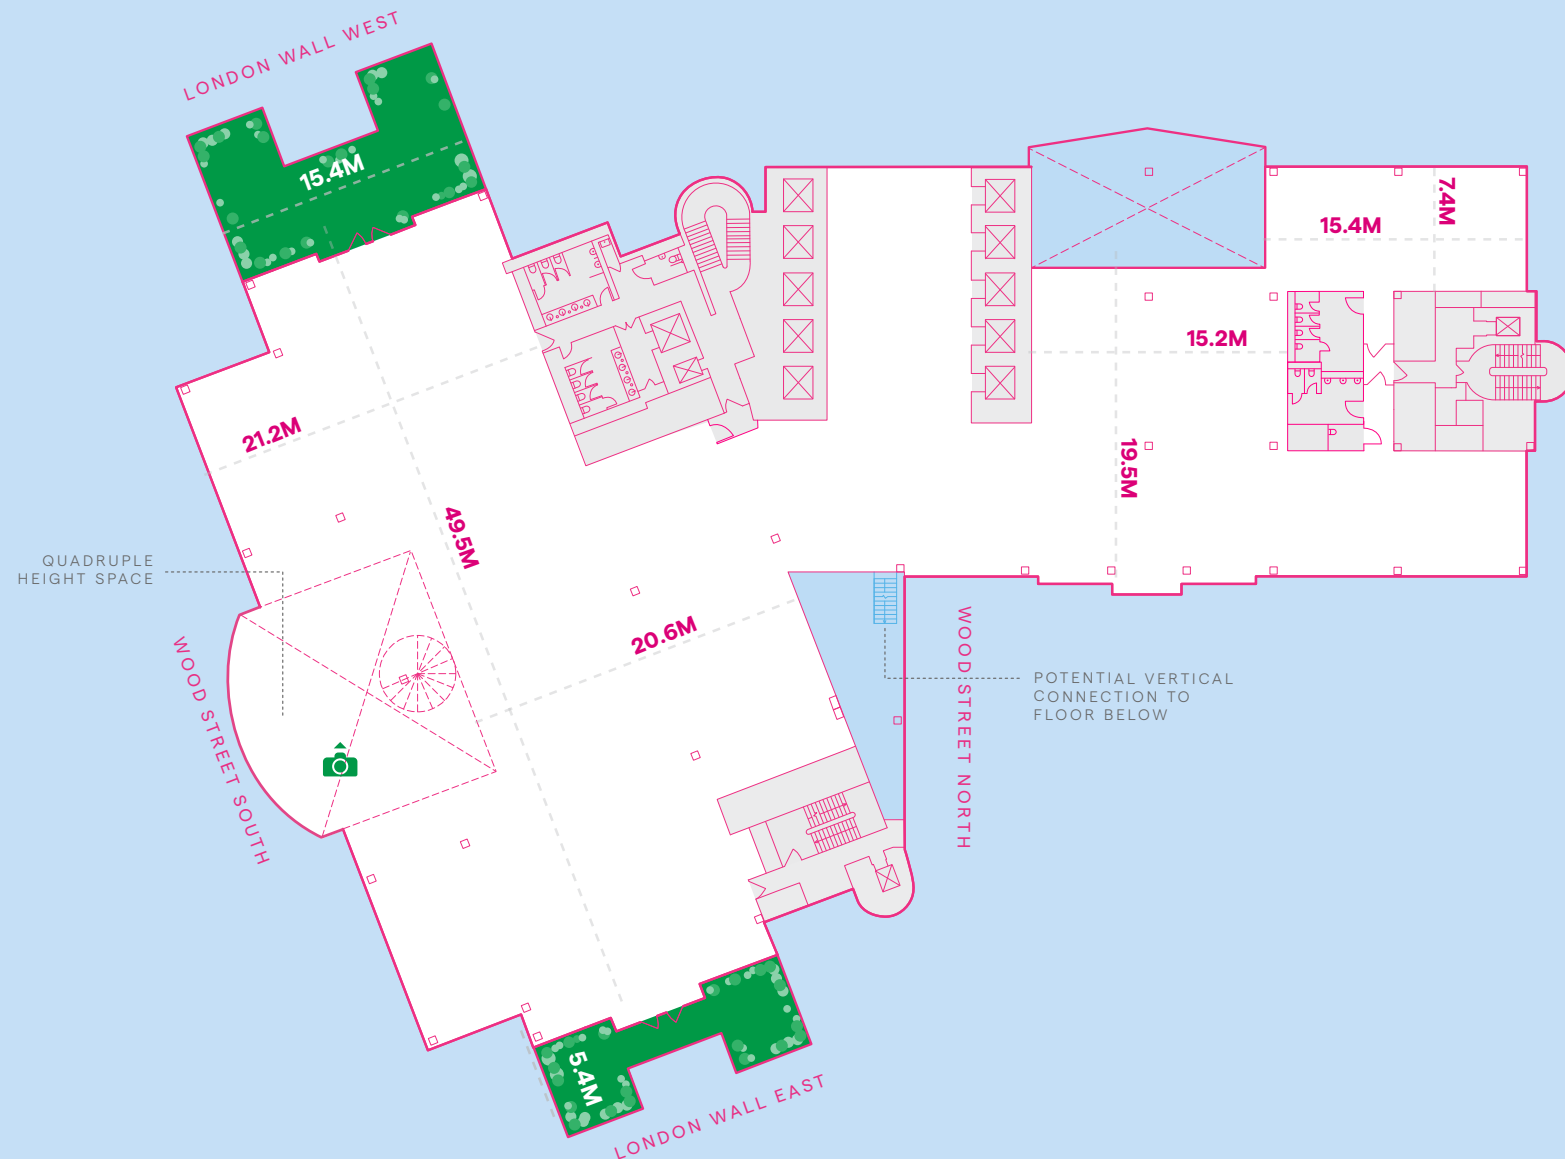 LONDON WALL WEST
15.4M
7.4M
15.4M
15.2M
21.2M
19.5M
49.5M
QUADRUPLE
HEIGHT SPACE
20.6M
WOOD STREET SOUTH
WOOD STREET NORTH
POTENTIAL VERTICAL
CONNECTION TO
FLOOR BELOW
5.4M
LONDON WALL EAST